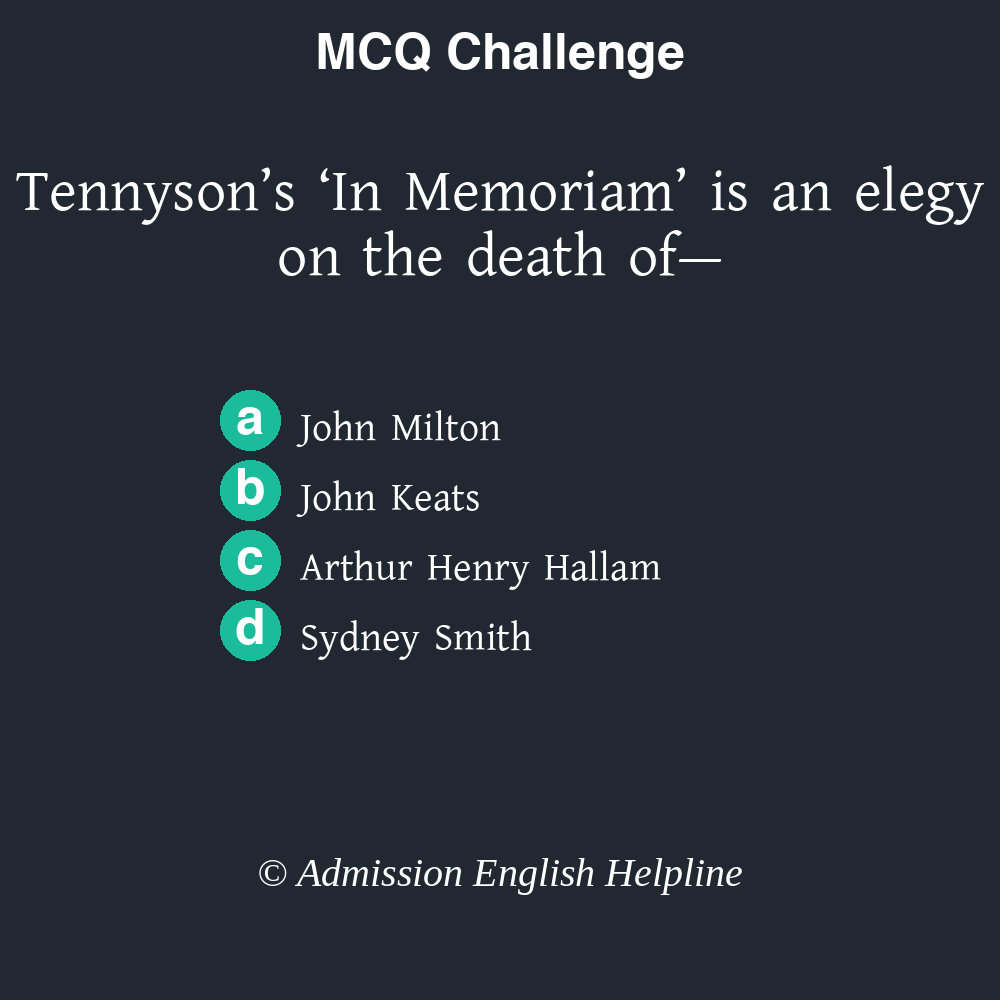 MCQ Challenge
Tennyson’s ‘In Memoriam’ is an elegy
on the death of—
a John Milton
b John Keats
c Arthur Henry Hallam
d Sydney Smith
© Admission English Helpline